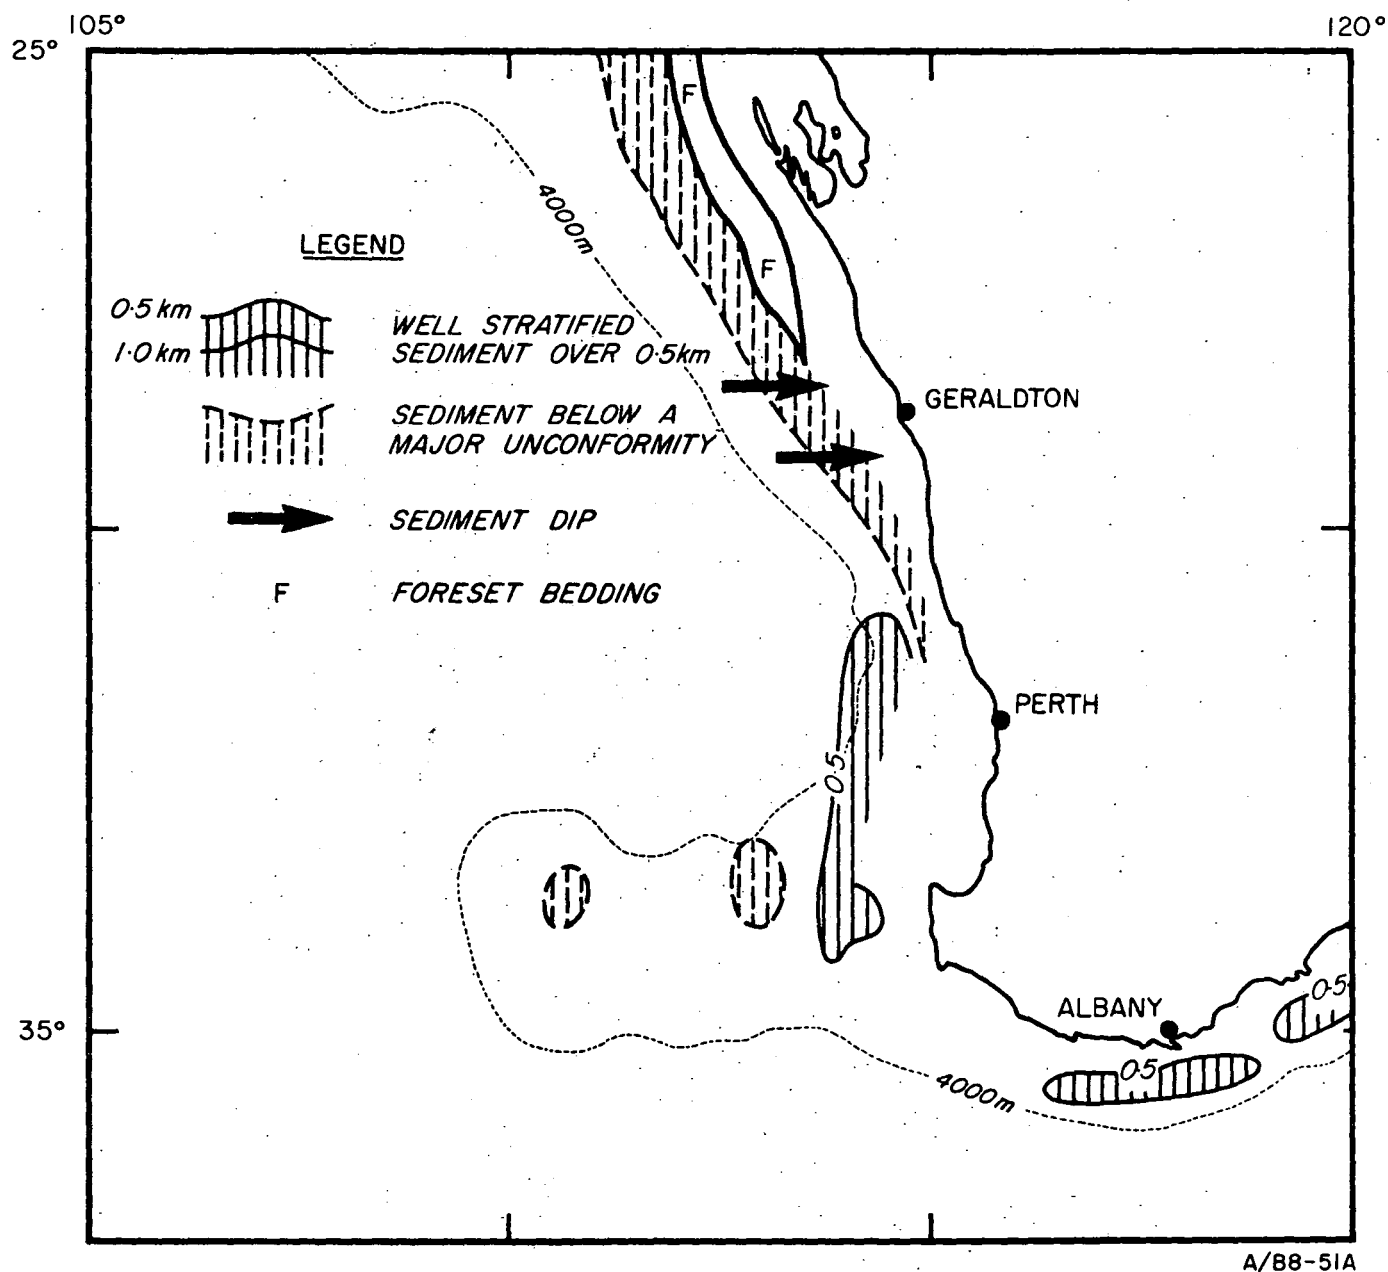 105°
120°
25°
F
4000m
LEGEND
F
0·5 km
WELL STRATIFIED
1·0 km
SEDIMENT OVER 0·5km
GERALDTON
SEDIMENT BELOW A
MAJOR UNCONFORMITY
SEDIMENT DIP
F
FORESET BEDDING
PERTH
0·5
0·5
ALBANY
35°
0·5
4000m
A/B8-51A